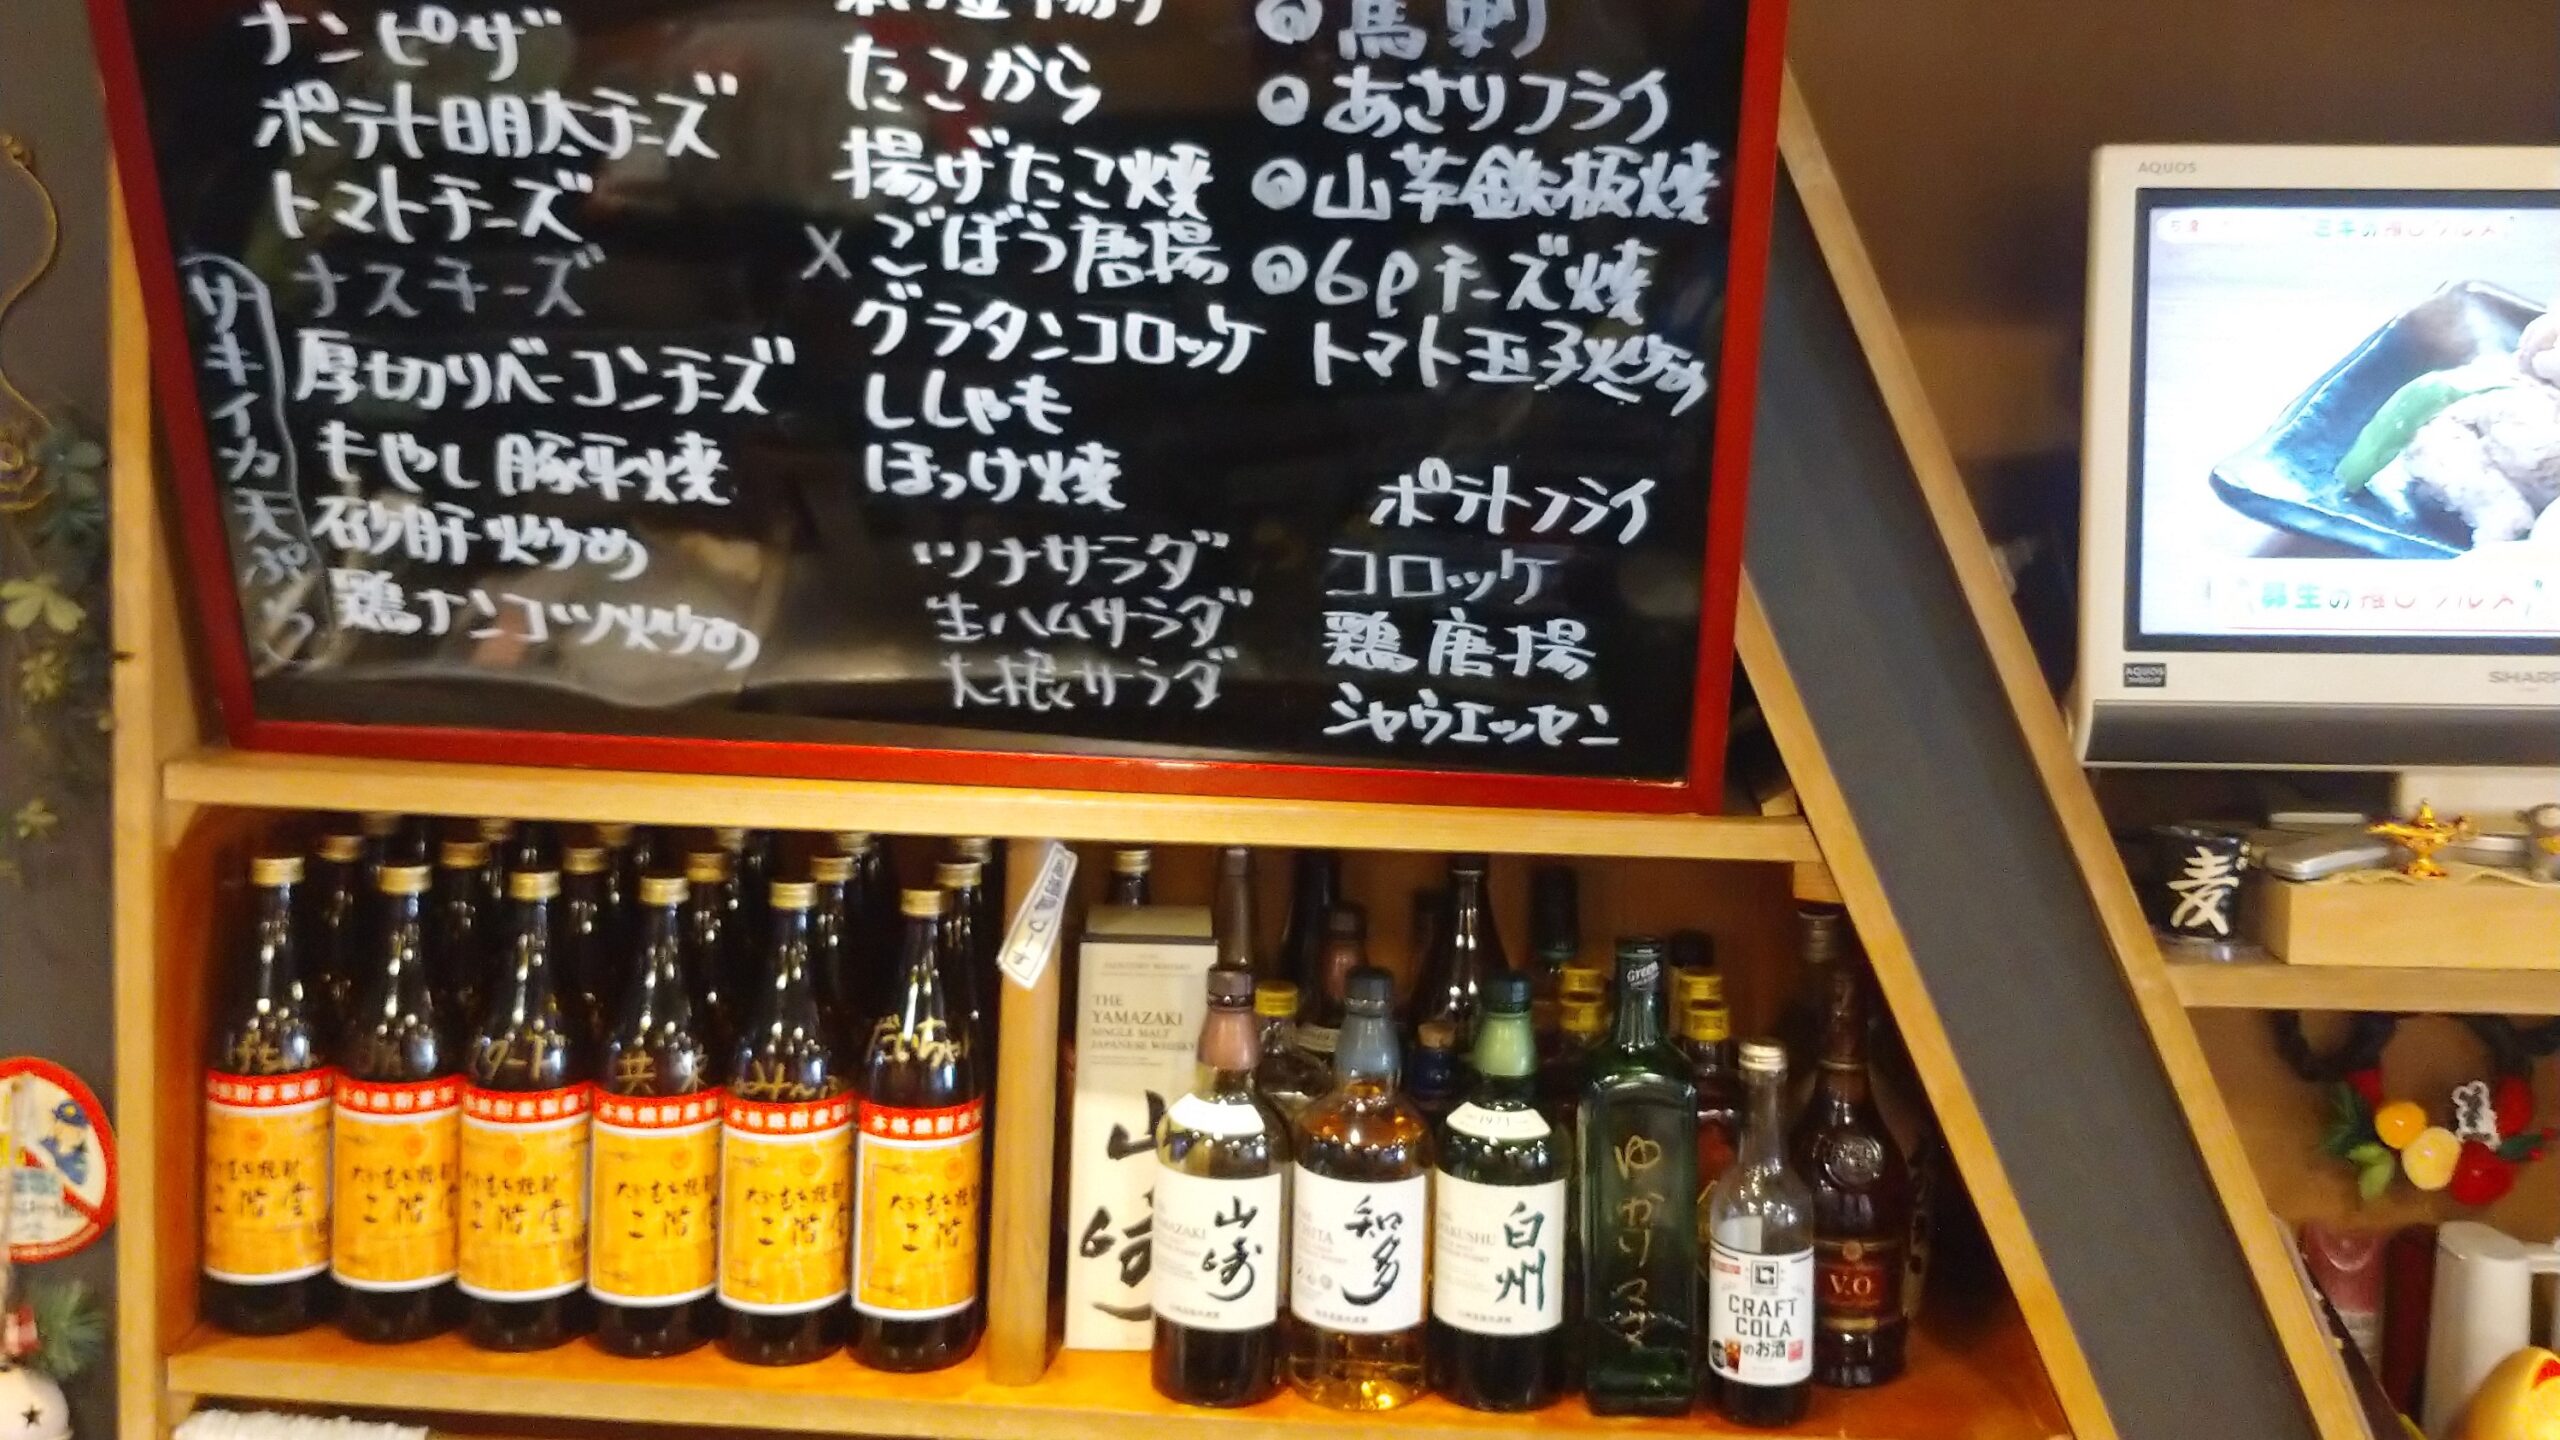 ナンピザ
ポテト明太チーズ
トマトチーズ
ナスチーズ
厚切りベーコンチーズ
もやし豚平焼
砂肝炒め
鶏ナンコツ炒め
サキイカ天ぷら
たこから
揚げたこ焼
×ごぼう唐揚
グラタンコロッケ
ししゃも
ほっけ焼
ツナサラダ
生ハムサラダ
大根サラダ
馬刺
あさりフライ
山芋鉄板焼
6Pチーズ焼
トマト玉子炒め
ポテトフライ
コロッケ
鶏唐揚
シャウエッセン
AQUOS
AQUOS
SHARP
麦
共栄
だいちゃん
二階堂
二階堂
二階堂
二階堂
二階堂
二階
THE
YAMAZAKI
SINGLE MALT
JAPANESE WHISKY
山崎
山崎
知多
白州
Green
ゆかり
CRAFT
COLA
のお酒
V.O